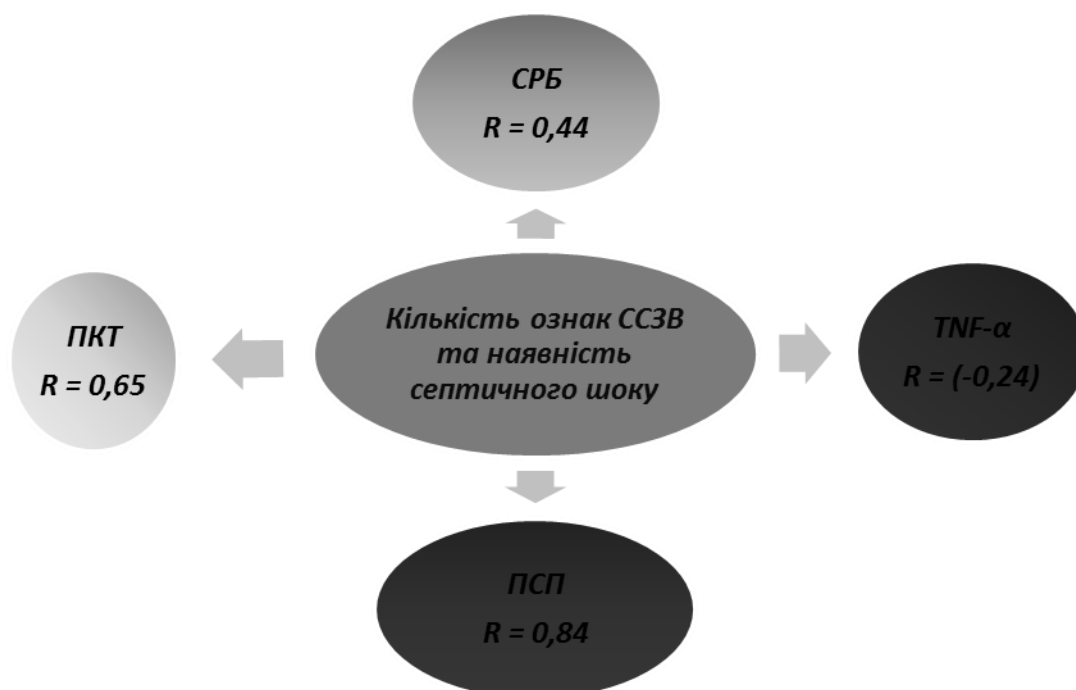 СРБ
R = 0,44
ПКТ
R = 0,65
Кількість ознак ССЗВ
та наявність
септичного шоку
TNF-α
R = (-0,24)
ПСП
R = 0,84